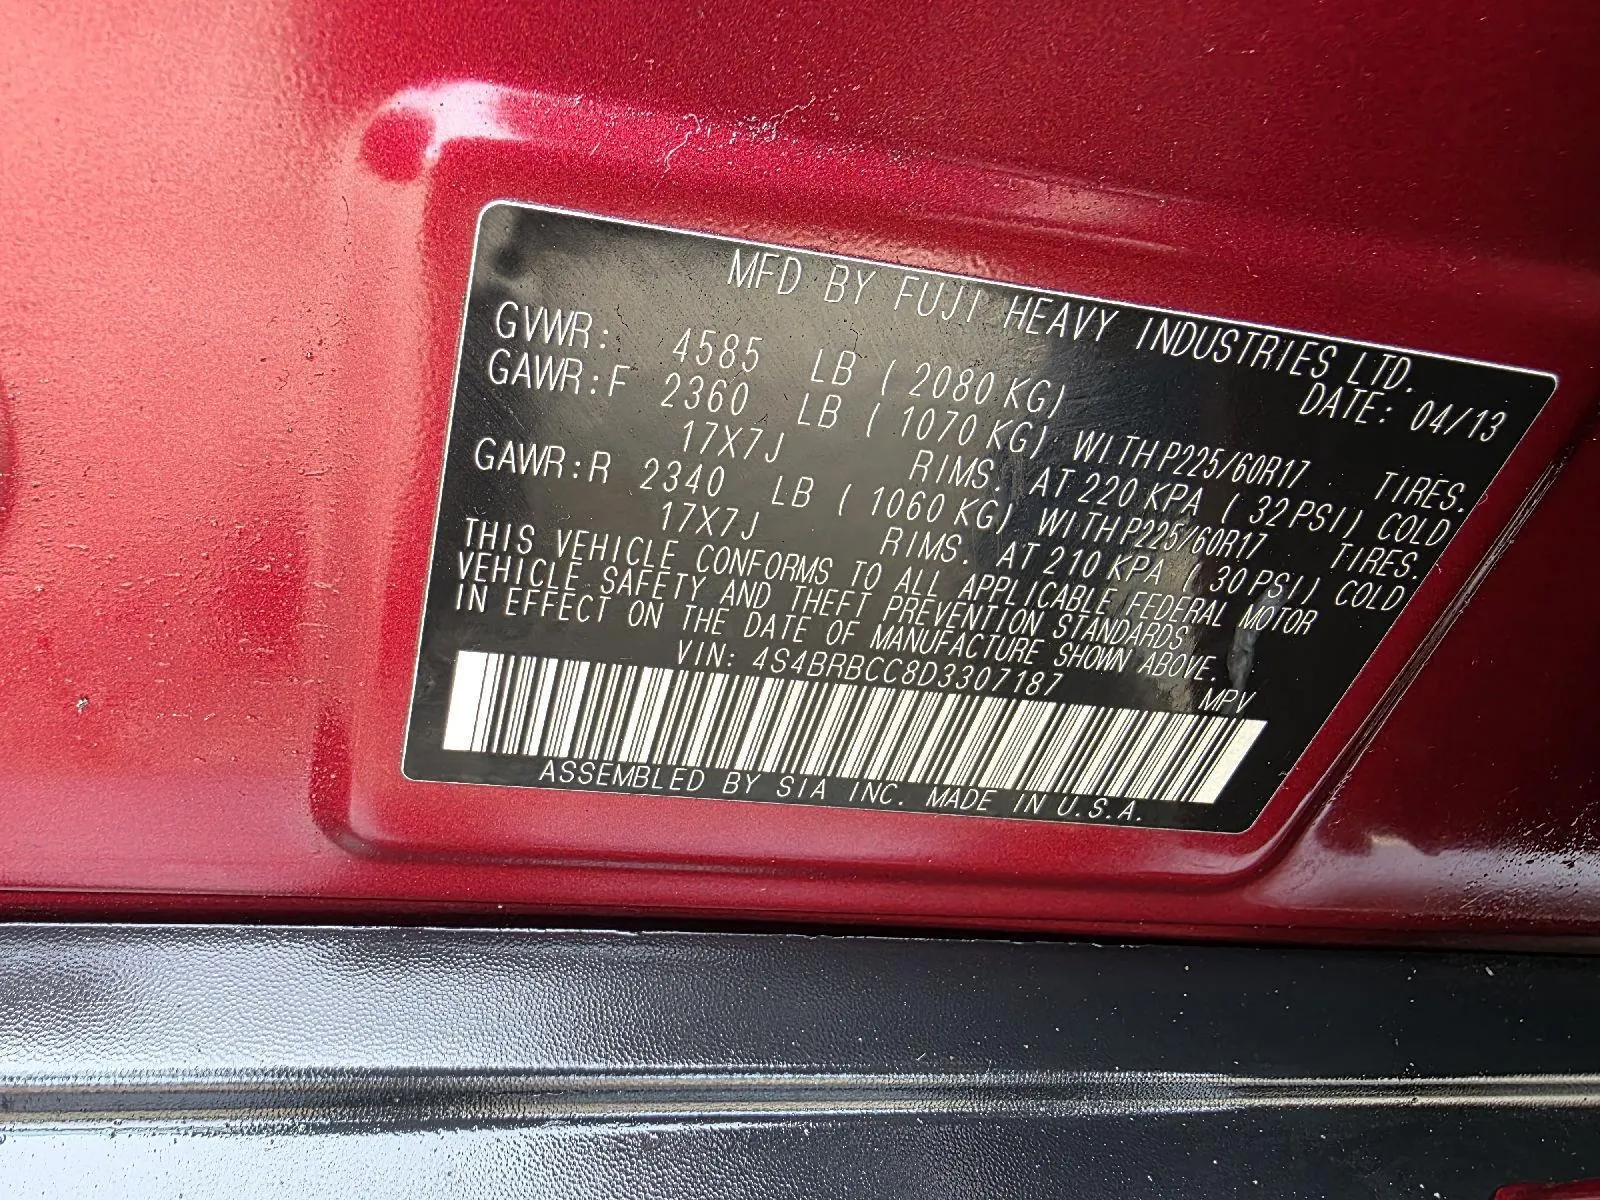 MFD BY FUJI HEAVY INDUSTRIES LTD.
DATE: 04/13
GVWR: 4585 LB ( 2080 KG)
GAWR:F 2360 LB ( 1070 KG) WITH P225/60R17 TIRES.
17X7J RIMS. AT 220 KPA ( 32 PSI) COLD
GAWR:R 2340 LB ( 1060 KG) WITH P225/60R17 TIRES.
17X7J RIMS. AT 210 KPA ( 30 PSI) COLD
THIS VEHICLE CONFORMS TO ALL APPLICABLE FEDERAL MOTOR
VEHICLE SAFETY AND THEFT PREVENTION STANDARDS
IN EFFECT ON THE DATE OF MANUFACTURE SHOWN ABOVE.
VIN: 4S4BRBCC8D3307187 MPV
ASSEMBLED BY SIA INC. MADE IN U.S.A.